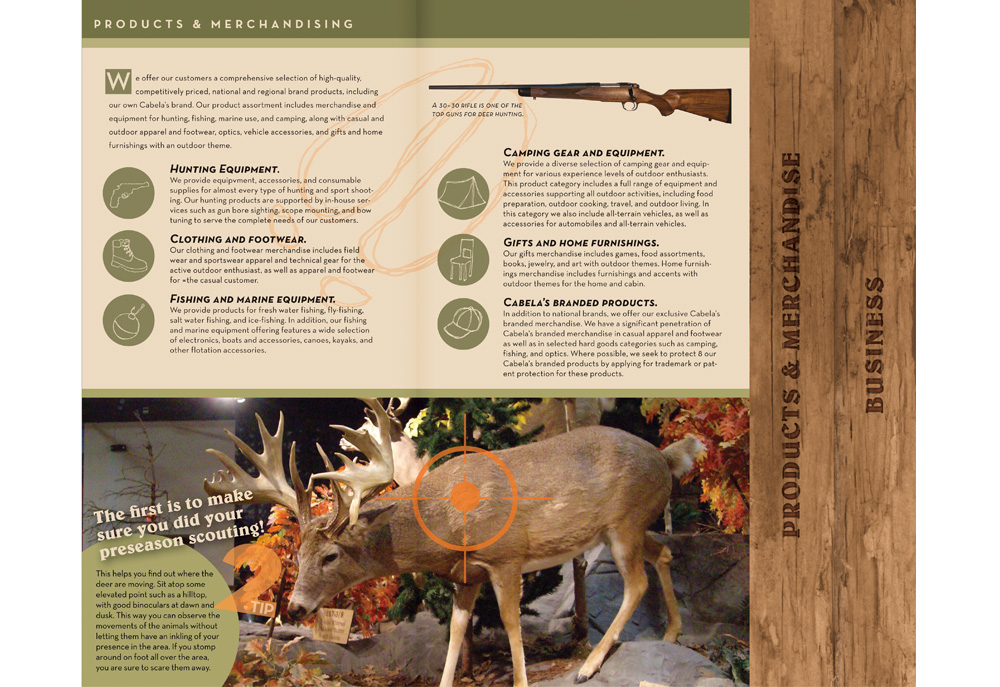 PRODUCTS & MERCHANDISING
We offer our customers a comprehensive selection of high-quality,
competitively priced, national and regional brand products, including
our own Cabela's brand. Our product assortment includes merchandise and
equipment for hunting, fishing, marine use, and camping, along with casual and
outdoor apparel and footwear, optics, vehicle accessories, and gifts and home
furnishings with an outdoor theme.
HUNTING EQUIPMENT.
We provide equipment, accessories, and consumable
supplies for almost every type of hunting and sport shoot-
ing. Our hunting products are supported by in-house ser-
vices such as gun bore sighting, scope mounting, and bow
tuning to serve the complete needs of our customers.
CLOTHING AND FOOTWEAR.
Our clothing and footwear merchandise includes field
wear and sportswear apparel and technical gear for the
active outdoor enthusiast, as well as apparel and footwear
for =the casual customer.
FISHING AND MARINE EQUIPMENT.
We provide products for fresh water fishing, fly-fishing,
salt water fishing, and ice-fishing. In addition, our fishing
and marine equipment offering features a wide selection
of electronics, boats and accessories, canoes, kayaks, and
other flotation accessories.
A 30-30 RIFLE IS ONE OF THE
TOP GUNS FOR DEER HUNTING.
CAMPING GEAR AND EQUIPMENT.
We provide a diverse selection of camping gear and equip-
ment for various experience levels of outdoor enthusiasts.
This product category includes a full range of equipment and
accessories supporting all outdoor activities, including food
preparation, outdoor cooking, travel, and outdoor living. In
this category we also include all-terrain vehicles, as well as
accessories for automobiles and all-terrain vehicles.
GIFTS AND HOME FURNISHINGS.
Our gifts merchandise includes games, food assortments,
books, jewelry, and art with outdoor themes. Home furnish-
ings merchandise includes furnishings and accents with
outdoor themes for the home and cabin.
CABELA'S BRANDED PRODUCTS.
In addition to national brands, we offer our exclusive Cabela's
branded merchandise. We have a significant penetration of
Cabela's branded merchandise in casual apparel and footwear
as well as in selected hard goods categories such as camping,
fishing, and optics. Where possible, we seek to protect 8 our
Cabela's branded products by applying for trademark or pat-
ent protection for these products.
The first is to make
sure you did your
preseason scouting!
2
TIP
This helps you find out where the
deer are moving. Sit atop some
elevated point such as a hilltop,
with good binoculars at dawn and
dusk. This way you can observe the
movements of the animals without
letting them have an inkling of your
presence in the area. If you stomp
around on foot all over the area,
you are sure to scare them away.
PRODUCTS & MERCHANDISE
BUSINESS